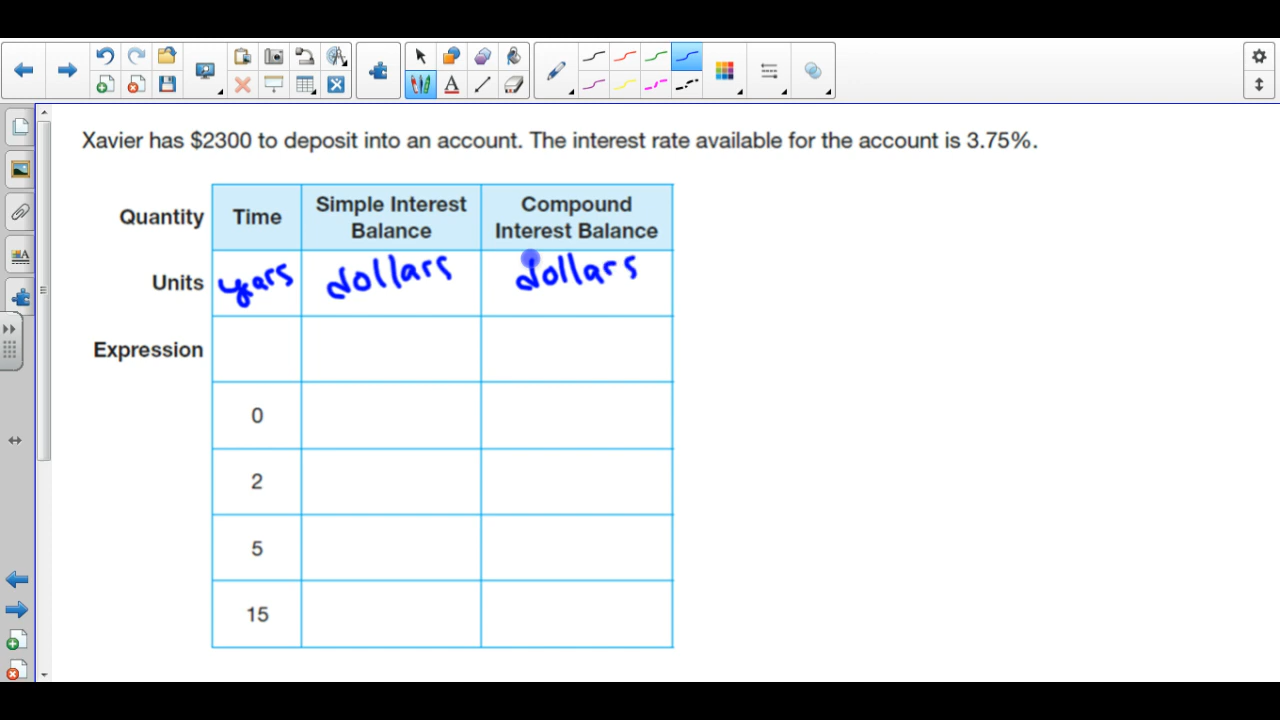 Xavier has $2300 to deposit into an account. The interest rate available for the account is 3.75%.
Quantity Time Simple Interest Balance Compound Interest Balance
Units years dollars dollars
Expression
0
2
5
15